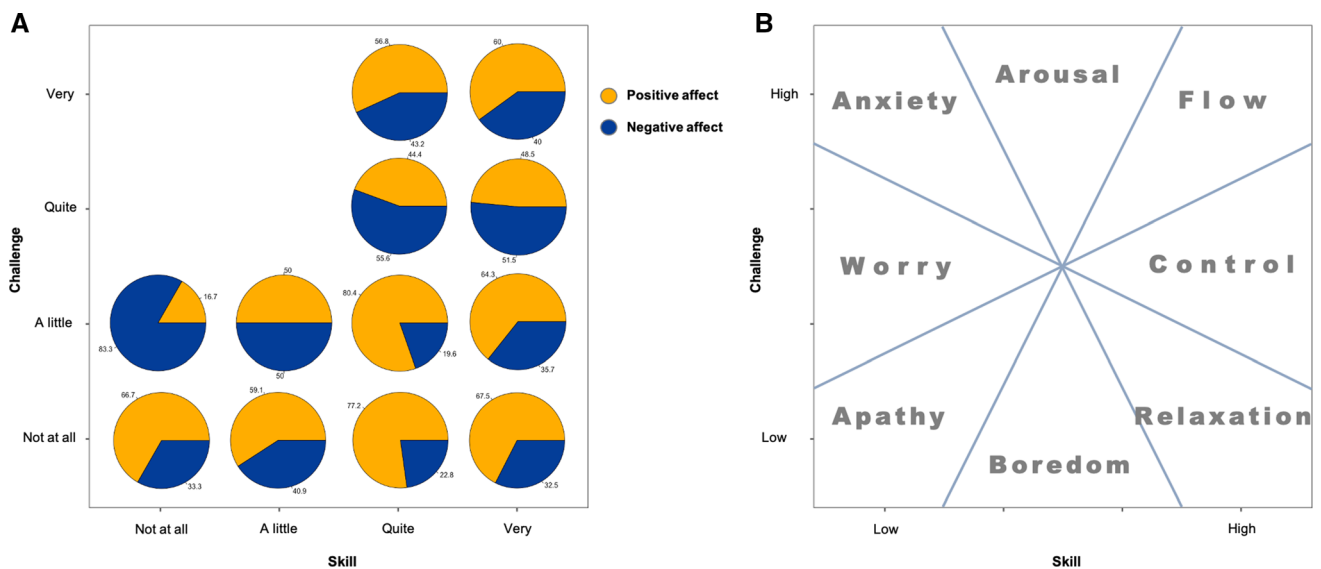 A
Challenge
Very
Quite
A little
Not at all
56.8
43.2
60
40
44.4
55.6
48.5
51.5
16.7
83.3
50
50
80.4
19.6
64.3
35.7
66.7
33.3
59.1
40.9
77.2
22.8
67.5
32.5
Not at all
A little
Quite
Very
Skill
Positive affect
Negative affect
B
Challenge
High
Low
Anxiety
Arousal
Flow
Worry
Control
Apathy
Relaxation
Boredom
Low
High
Skill